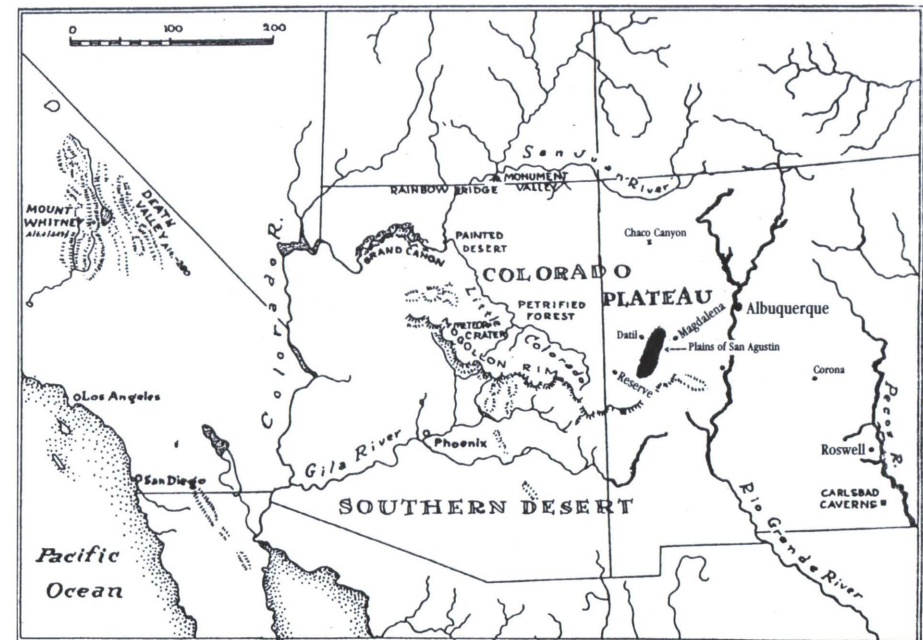 0 100 200
San Juan River
MONUMENT
VALLEY
RAINBOW BRIDGE
MOUNT
WHITNEY
DEATH
VALLEY
Colorado R.
GRAND CANYON
PAINTED
DESERT
Chaco Canyon
COLORADO
PLATEAU
Little Colorado
PETRIFIED
FOREST
METEOR
CRATER
MOGOLLON RIM
Datil
Magdalena
Albuquerque
Plains of San Agustin
Reserve
Corona
Pecos R.
Los Angeles
Phoenix
Gila River
Roswell
San Diego
SOUTHERN DESERT
CARLSBAD
CAVERNS
Rio Grande River
Pacific
Ocean